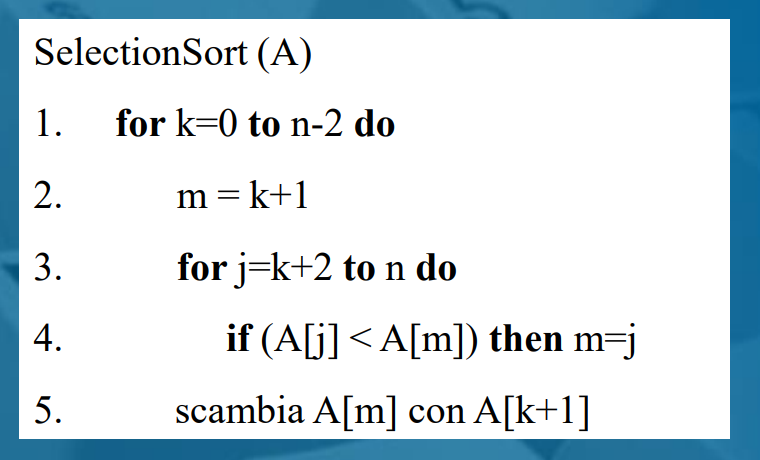 SelectionSort (A)
1. for k=0 to n-2 do
2. m = k+1
3. for j=k+2 to n do
4. if (A[j] < A[m]) then m=j
5. scambia A[m] con A[k+1]